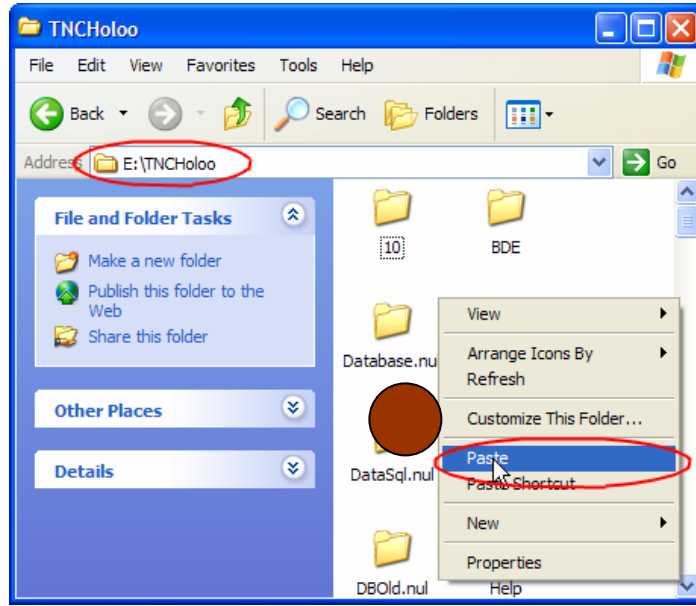 TNCHoloo
File Edit View Favorites Tools Help
Back Search Folders
Address E:\TNCHoloo Go
File and Folder Tasks
Make a new folder
Publish this folder to the
Web
Share this folder
Other Places
Details
10 BDE
Database.nul
DataSql.nul
DBOld.nul Help
View
Arrange Icons By
Refresh
Customize This Folder...
Paste
Paste Shortcut
New
Properties